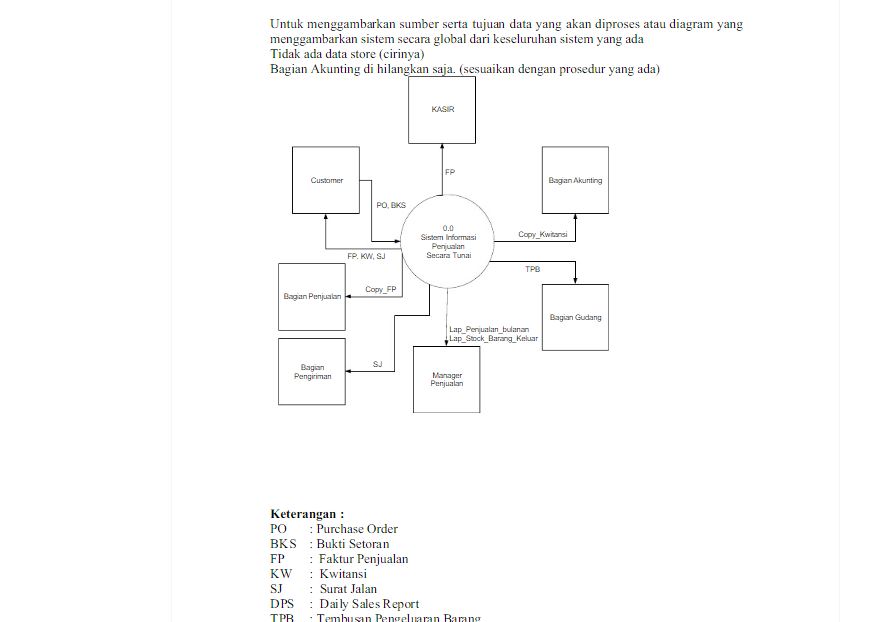 Untuk menggambarkan sumber serta tujuan data yang akan diproses atau diagram yang
menggambarkan sistem secara global dari keseluruhan sistem yang ada
Tidak ada data store (cirinya)
Bagian Akunting di hilangkan saja. (sesuaikan dengan prosedur yang ada)
KASIR
FP
Customer
Bagian Akunting
PO, BKS
0.0
Sistem Informasi
Penjualan
Secara Tunai
Copy_Kwitansi
FP, KW, SJ
TPB
Bagian Penjualan
Copy_FP
Bagian Gudang
Lap_Penjualan_bulanan
Lap_Stock_Barang_Keluar
Bagian
Pengiriman
SJ
Manager
Penjualan
Keterangan :
PO : Purchase Order
BKS : Bukti Setoran
FP : Faktur Penjualan
KW : Kwitansi
SJ : Surat Jalan
DPS : Daily Sales Report
TPB : Tembusan Pengeluaran Barang